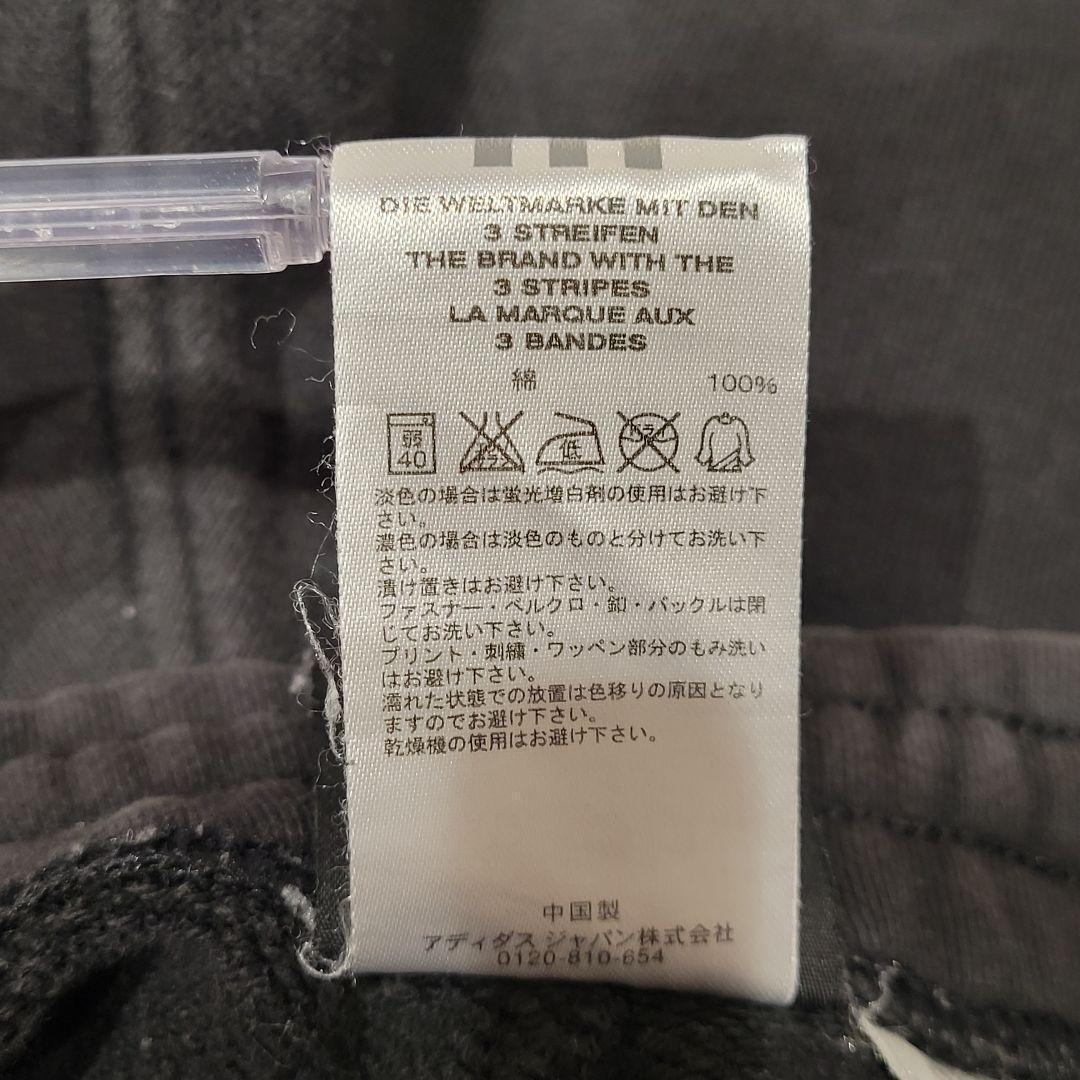 DIE WELTMARKE MIT DEN
3 STREIFEN
THE BRAND WITH THE
3 STRIPES
LA MARQUE AUX
3 BANDES
綿 100%
弱
40
低
淡色の場合は蛍光増白剤の使用はお避け下
さい。
濃色の場合は淡色のものと分けてお洗い下
さい。
漬け置きはお避け下さい。
ファスナー・ベルクロ・釦・バックルは閉
じてお洗い下さい。
プリント・刺繍・ワッペン部分のもみ洗い
はお避け下さい。
濡れた状態での放置は色移りの原因となり
ますのでお避け下さい。
乾燥機の使用はお避け下さい。
中国製
アディダス ジャパン株式会社
0120-810-654